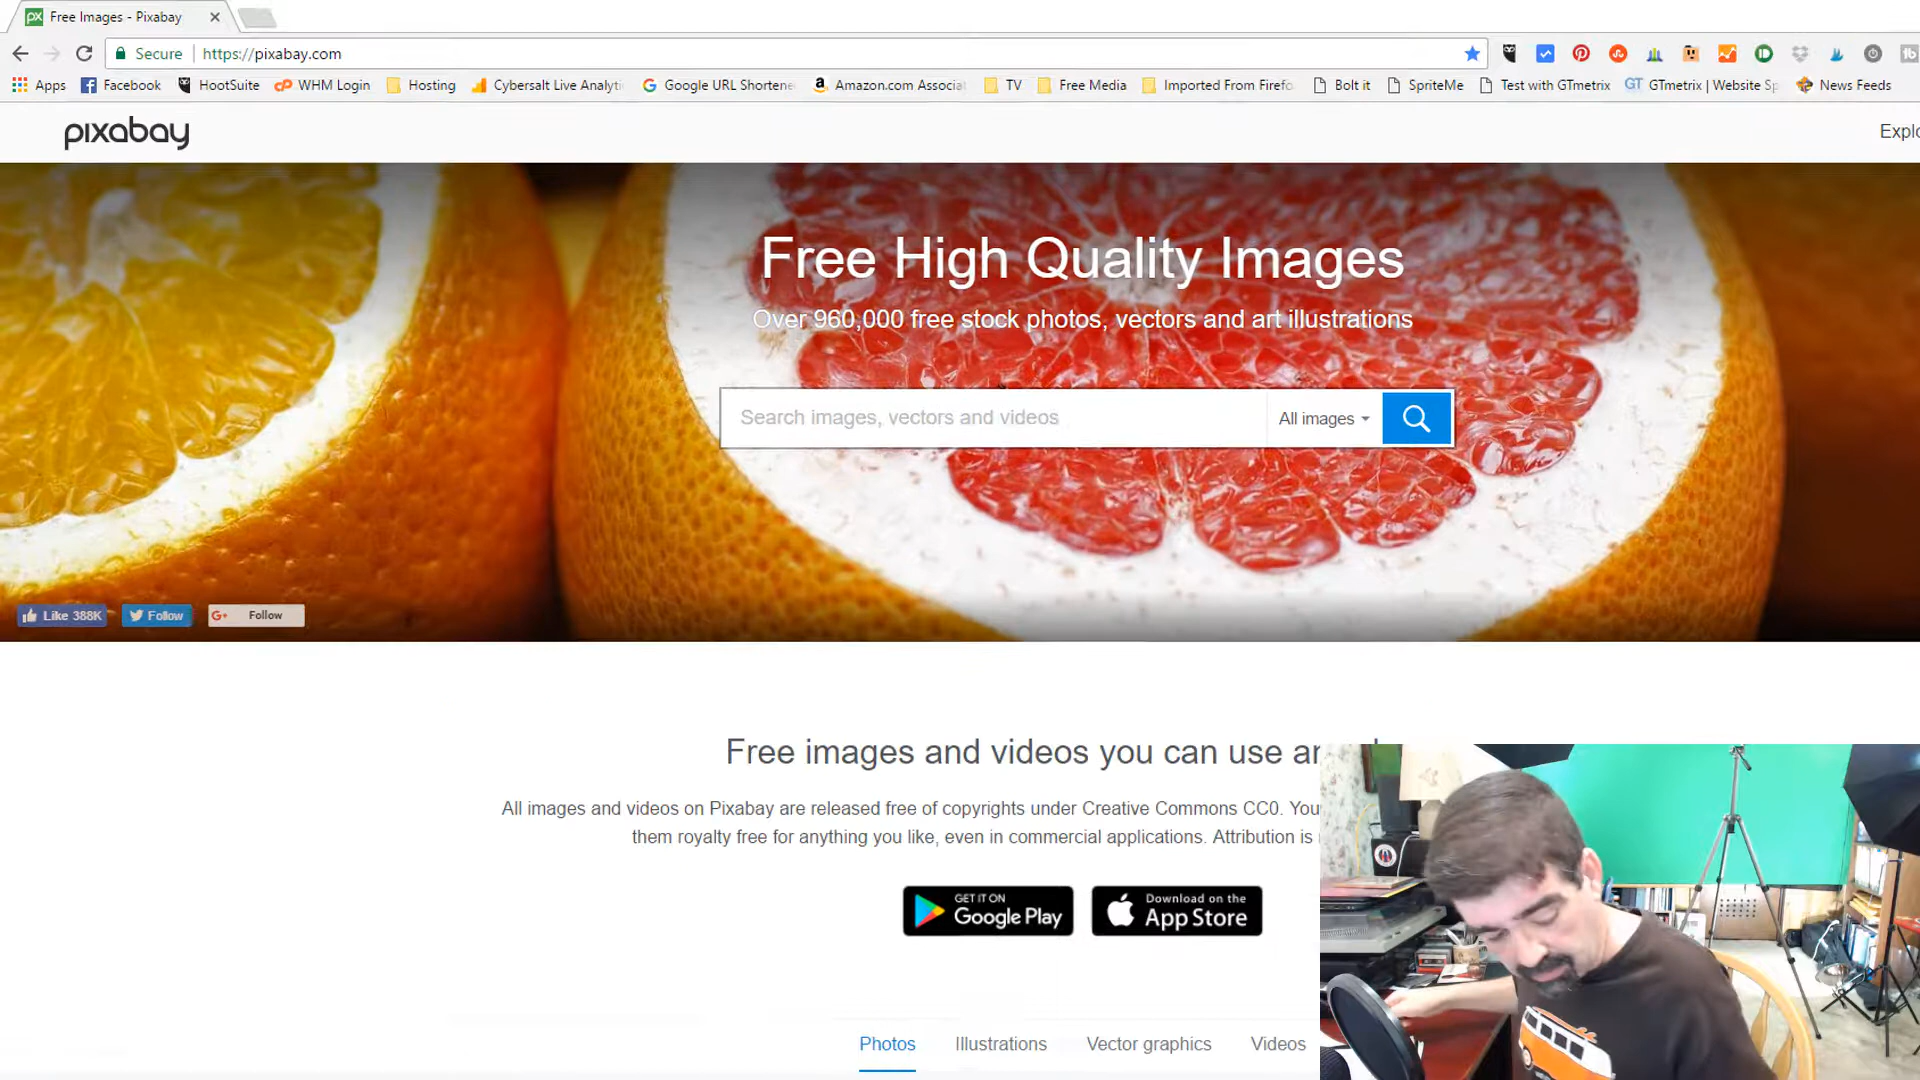 Free Images - Pixabay
Secure https://pixabay.com
Apps Facebook HootSuite WHM Login Hosting Cybersalt Live Analyti Google URL Shortene Amazon.com Associat TV Free Media Imported From Firefo Bolt it SpriteMe Test with GTmetrix GTmetrix | Website Sp News Feeds
pixabay
Explo
Free High Quality Images
Over 960,000 free stock photos, vectors and art illustrations
Search images, vectors and videos All images
Like 388K Follow G+ Follow
Free images and videos you can use an
All images and videos on Pixabay are released free of copyrights under Creative Commons CC0. You
them royalty free for anything you like, even in commercial applications. Attribution is
GET IT ON
Google Play
Download on the
App Store
Photos Illustrations Vector graphics Videos